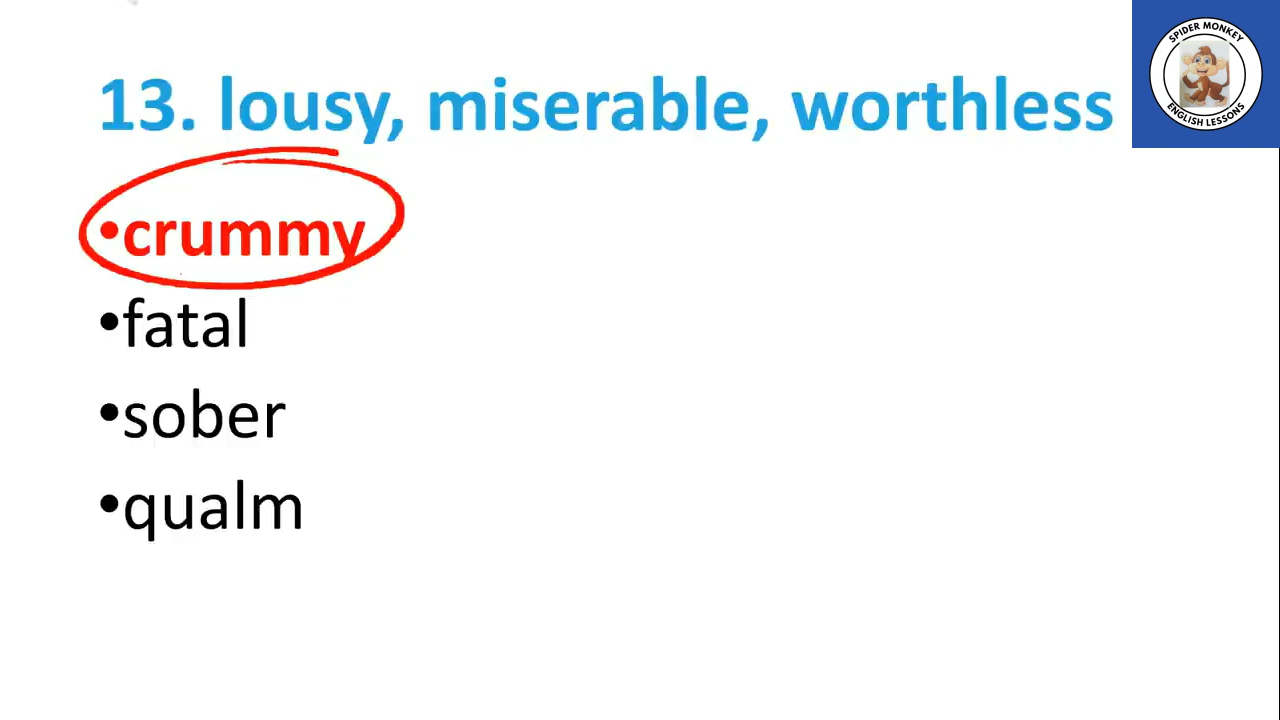 SPIDER MONKEY
ENGLISH LESSONS
13. lousy, miserable, worthless
•crummy
•fatal
•sober
•qualm